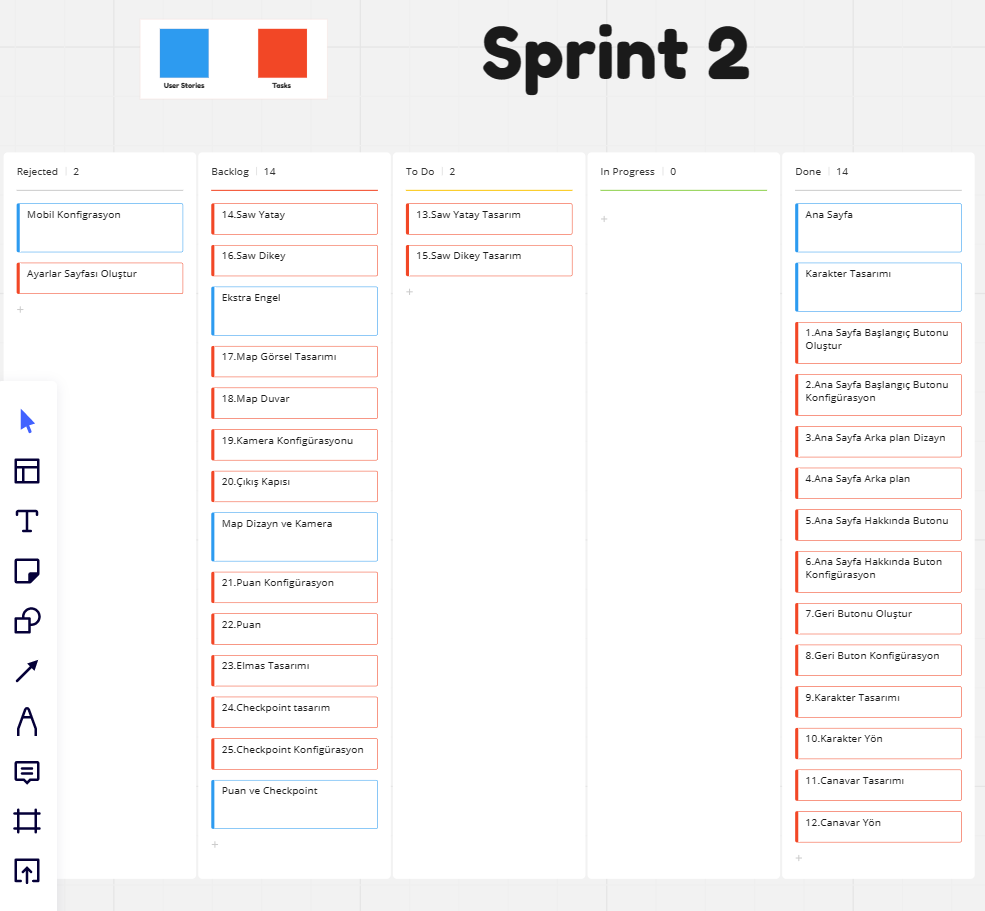 User Stories
Tasks
Sprint 2
Rejected 2
Mobil Konfigrasyon
Ayarlar Sayfası Oluştur
Backlog 14
14.Saw Yatay
16.Saw Dikey
Ekstra Engel
17.Map Görsel Tasarımı
18.Map Duvar
19.Kamera Konfigürasyonu
20.Çıkış Kapısı
Map Dizayn ve Kamera
21.Puan Konfigürasyon
22.Puan
23.Elmas Tasarımı
24.Checkpoint tasarım
25.Checkpoint Konfigürasyon
Puan ve Checkpoint
To Do 2
13.Saw Yatay Tasarım
15.Saw Dikey Tasarım
In Progress 0
Done 14
Ana Sayfa
Karakter Tasarımı
1.Ana Sayfa Başlangıç Butonu
Oluştur
2.Ana Sayfa Başlangıç Butonu
Konfigürasyon
3.Ana Sayfa Arka plan Dizayn
4.Ana Sayfa Arka plan
5.Ana Sayfa Hakkında Butonu
6.Ana Sayfa Hakkında Buton
Konfigürasyon
7.Geri Butonu Oluştur
8.Geri Buton Konfigürasyon
9.Karakter Tasarımı
10.Karakter Yön
11.Canavar Tasarımı
12.Canavar Yön